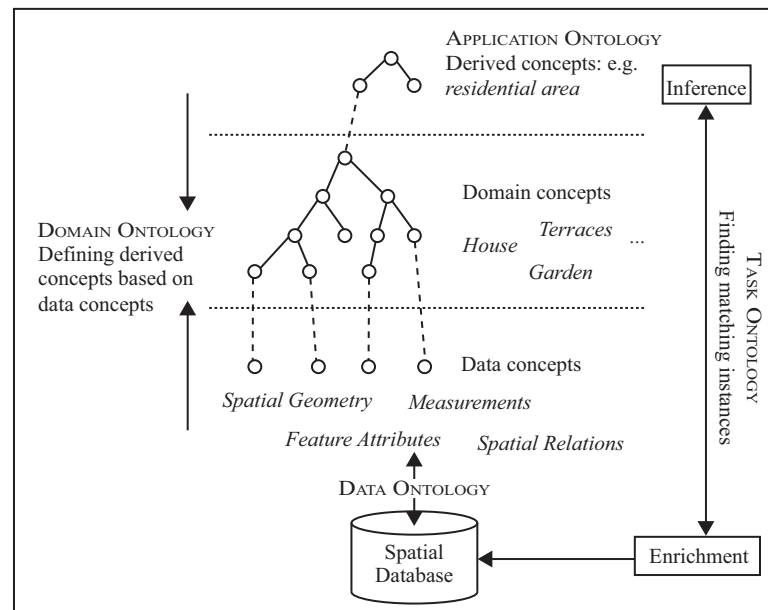 APPLICATION ONTOLOGY
Derived concepts: e.g.
residential area
Inference
DOMAIN ONTOLOGY
Defining derived
concepts based on
data concepts
Domain concepts
House
Terraces
...
Garden
TASK ONTOLOGY
Finding matching instances
Data concepts
Spatial Geometry
Measurements
Feature Attributes
Spatial Relations
DATA ONTOLOGY
Spatial
Database
Enrichment